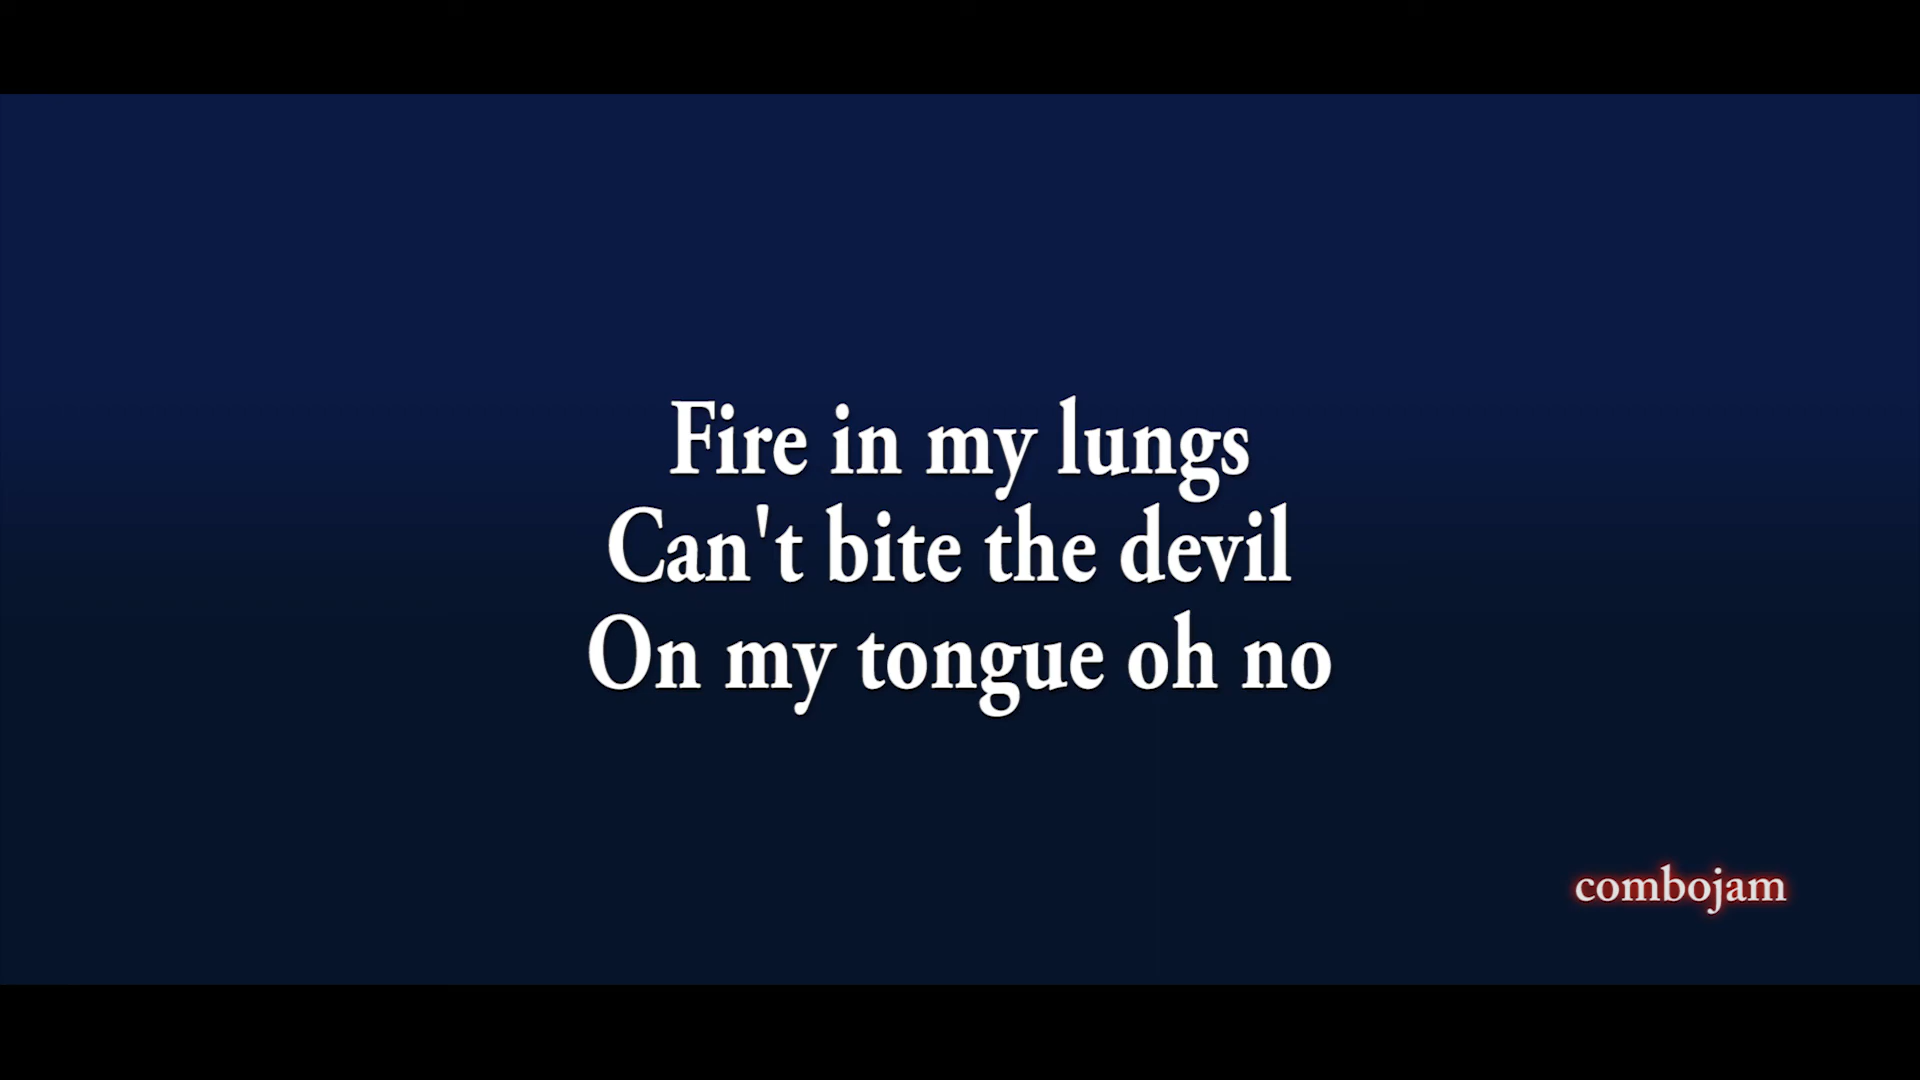 Fire in my lungs
Can't bite the devil
On my tongue oh no
combojam